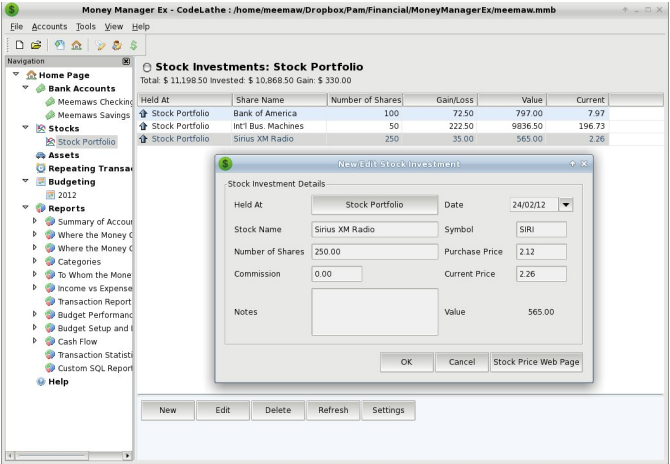 Money Manager Ex - CodeLathe : /home/meemaw/Dropbox/Pam/Financial/MoneyManagerEx/meemaw.mmb
File Accounts Tools View Help
Navigation
Home Page
Bank Accounts
Meemaws Checking
Meemaws Savings
Stocks
Stock Portfolio
Assets
Repeating Transa
Budgeting
2012
Reports
Summary of Accou
Where the Money G
Where the Money C
Categories
To Whom the Mone
Income vs Expense
Transaction Report
Budget Performanc
Budget Setup and
Cash Flow
Transaction Statisti
Custom SQL Report
Help
Stock Investments: Stock Portfolio
Total: $ 11,198.50 Invested: $ 10,868.50 Gain: $ 330.00
Held At Share Name Number of Shares Gain/Loss Value Current
Stock Portfolio Bank of America 100 72.50 797.00 7.97
Stock Portfolio Int'l Bus. Machines 50 222.50 9836.50 196.73
Stock Portfolio Sirius XM Radio 250 35.00 565.00 2.26
New/Edit Stock Investment
Stock Investment Details
Held At Stock Portfolio Date 24/02/12
Stock Name Sirius XM Radio Symbol SIRI
Number of Shares 250.00 Purchase Price 2.12
Commission 0.00 Current Price 2.26
Notes Value 565.00
OK Cancel Stock Price Web Page
New Edit Delete Refresh Settings